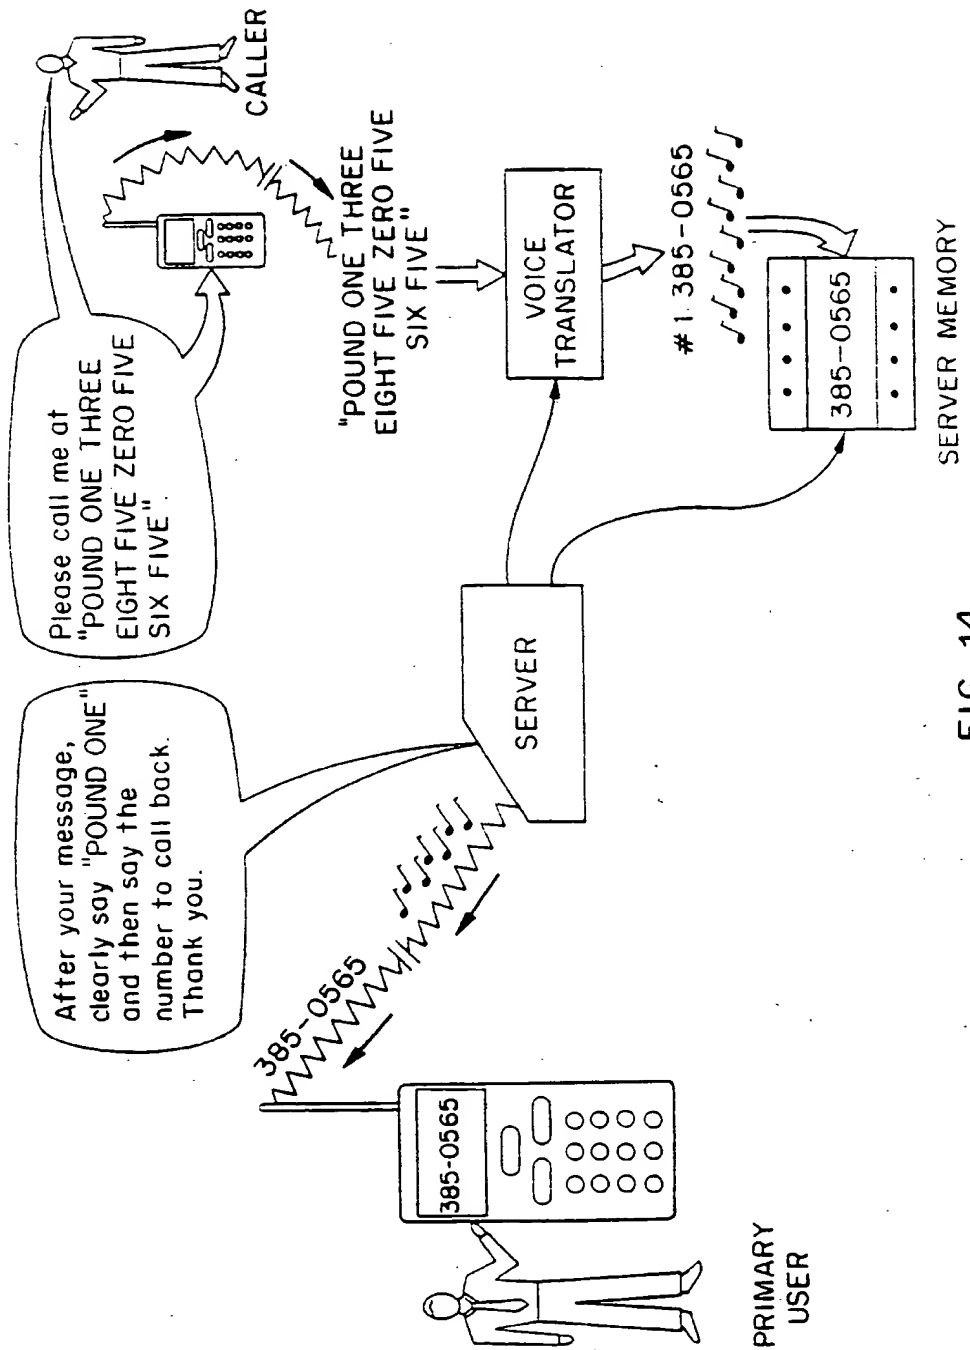 After your message,
clearly say "POUND ONE"
and then say the
number to call back.
Thank you.
Please call me at
"POUND ONE THREE
EIGHT FIVE ZERO FIVE
SIX FIVE".
CALLER
"POUND ONE THREE
EIGHT FIVE ZERO FIVE
SIX FIVE"
385-0565
385-0565
PRIMARY
USER
SERVER
VOICE
TRANSLATOR
#1 385-0565
385-0565
SERVER MEMORY
FIG. 14